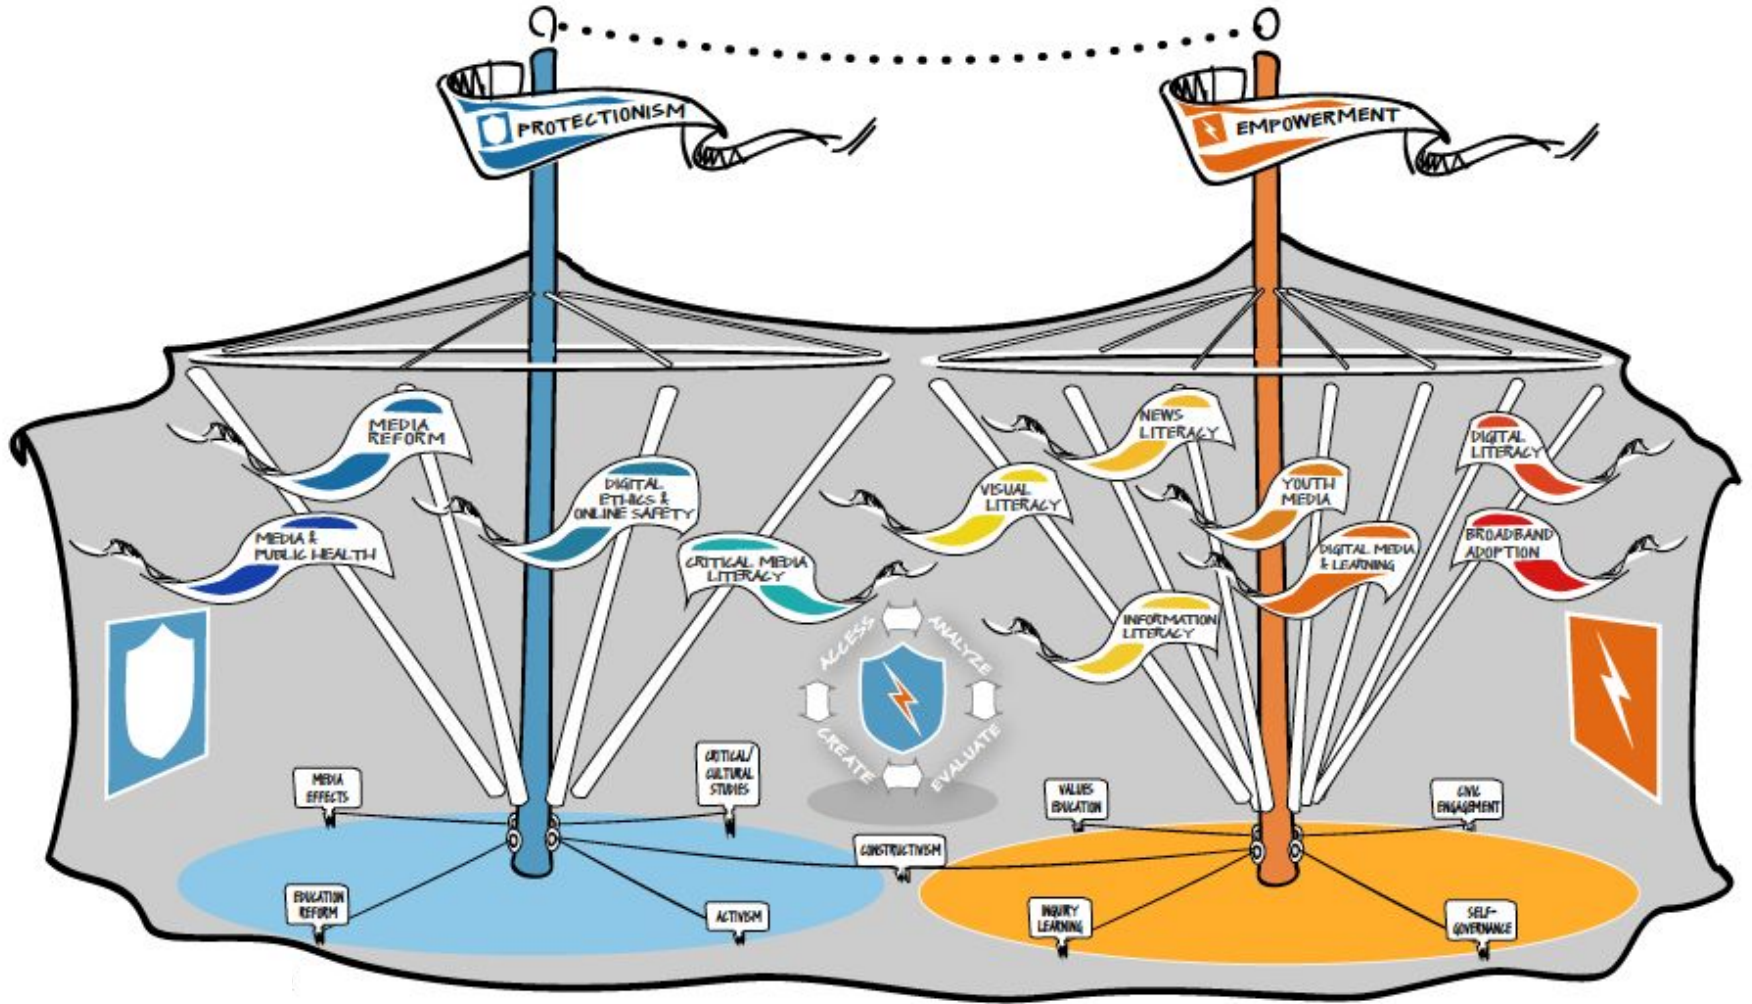 PROTECTIONISM
EMPOWERMENT
MEDIA
REFORM
DIGITAL
ETHICS &
ONLINE SAFETY
MEDIA &
PUBLIC HEALTH
CRITICAL MEDIA
LITERACY
NEWS
LITERACY
VISUAL
LITERACY
YOUTH
MEDIA
DIGITAL
LITERACY
DIGITAL MEDIA
& LEARNING
BROADBAND
ADOPTION
INFORMATION
LITERACY
ACCESS
ANALYZE
CREATE
EVALUATE
MEDIA
EFFECTS
CRITICAL/
CULTURAL
STUDIES
VALUES
EDUCATION
CIVIC
ENGAGEMENT
CONSTRUCTIVISM
EDUCATION
REFORM
ACTIVISM
INQUIRY
LEARNING
SELF-
GOVERNANCE